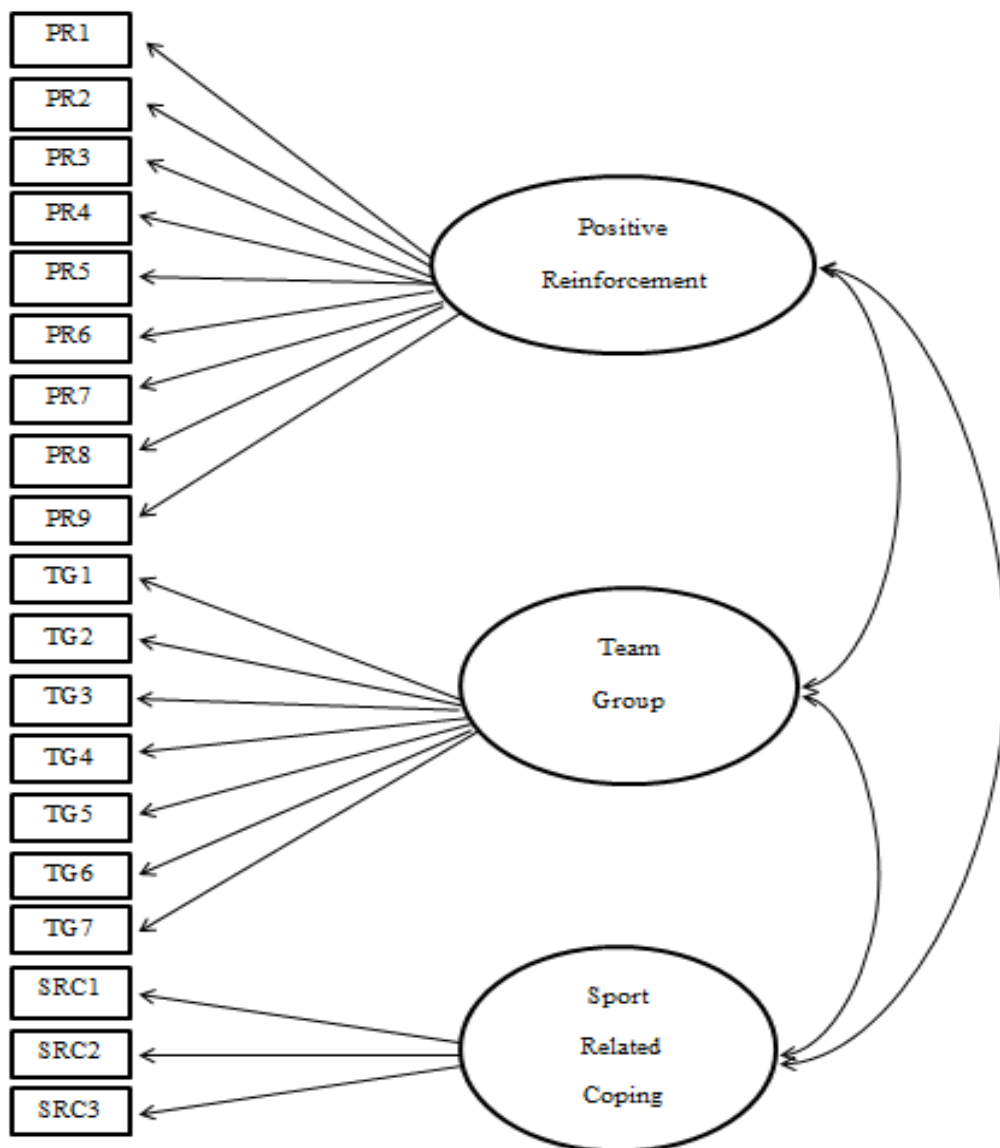 PR1
PR2
PR3
PR4
PR5
PR6
PR7
PR8
PR9
TG1
TG2
TG3
TG4
TG5
TG6
TG7
SRC1
SRC2
SRC3
Positive
Reinforcement
Team
Group
Sport
Related
Coping